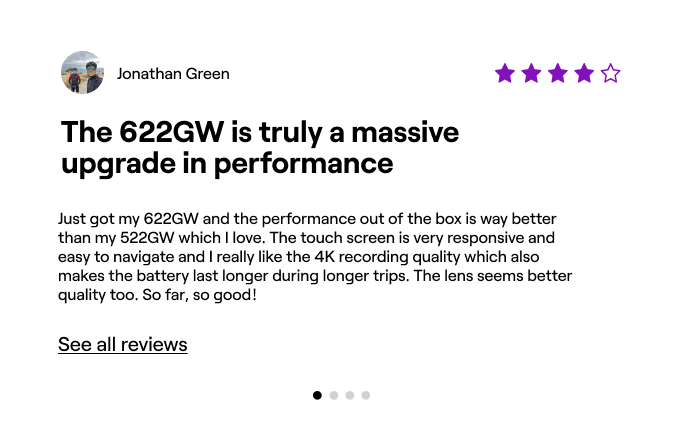 Jonathan Green
The 622GW is truly a massive
upgrade in performance
Just got my 622GW and the performance out of the box is way better
than my 522GW which I love. The touch screen is very responsive and
easy to navigate and I really like the 4K recording quality which also
makes the battery last longer during longer trips. The lens seems better
quality too. So far, so good!
See all reviews